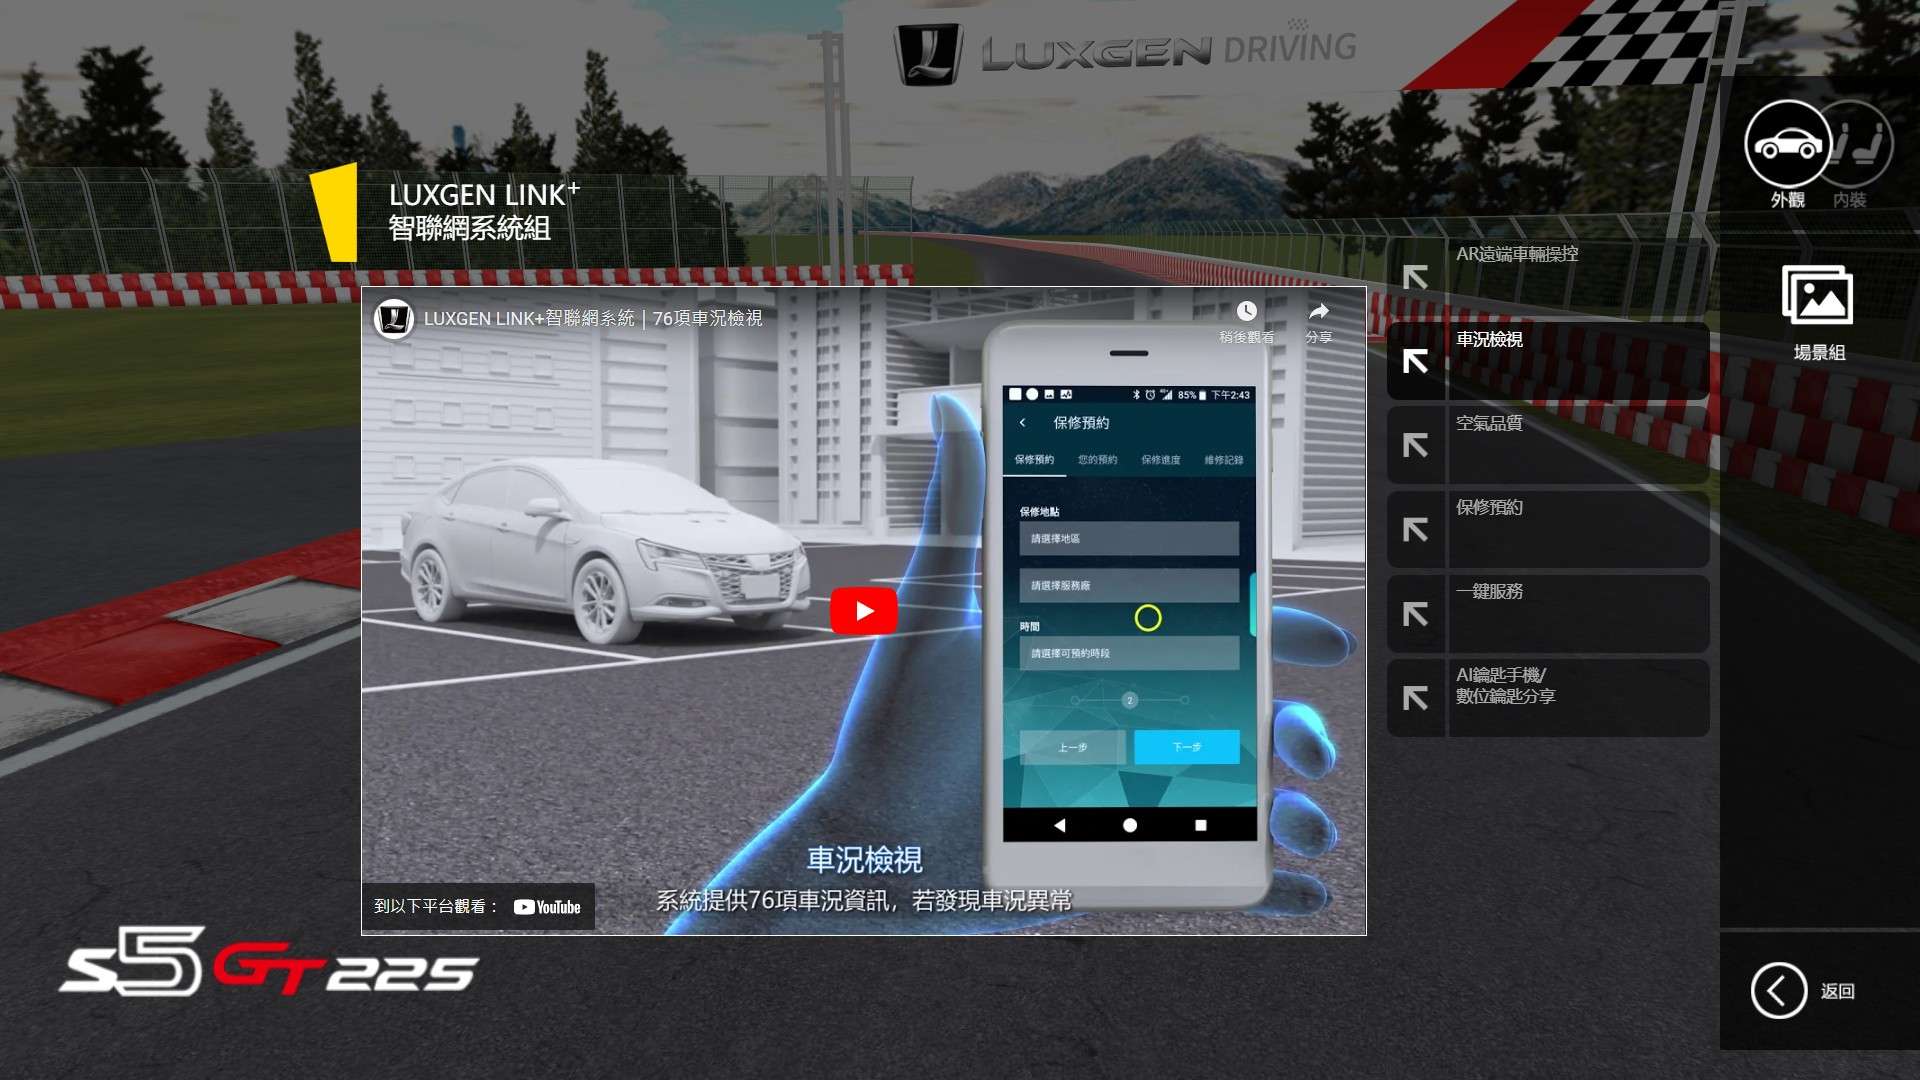 LUXGEN DRIVING
LUXGEN LINK+
智聯網系統組
外觀
內裝
場景組
AR遠端車輛操控
車況檢視
空氣品質
保修預約
一鍵服務
AI鑰匙手機/
數位鑰匙分享
LUXGEN LINK+智聯網系統｜76項車況檢視
稍後觀看
分享
85%
下午2:43
保修預約
保修預約
您的預約
保修進度
維修記錄
保修地點
請選擇地區
請選擇服務廠
時間
請選擇可預約時段
2
上一步
下一步
車況檢視
系統提供76項車況資訊，若發現車況異常
到以下平台觀看：
YouTube
S5 GT 225
返回